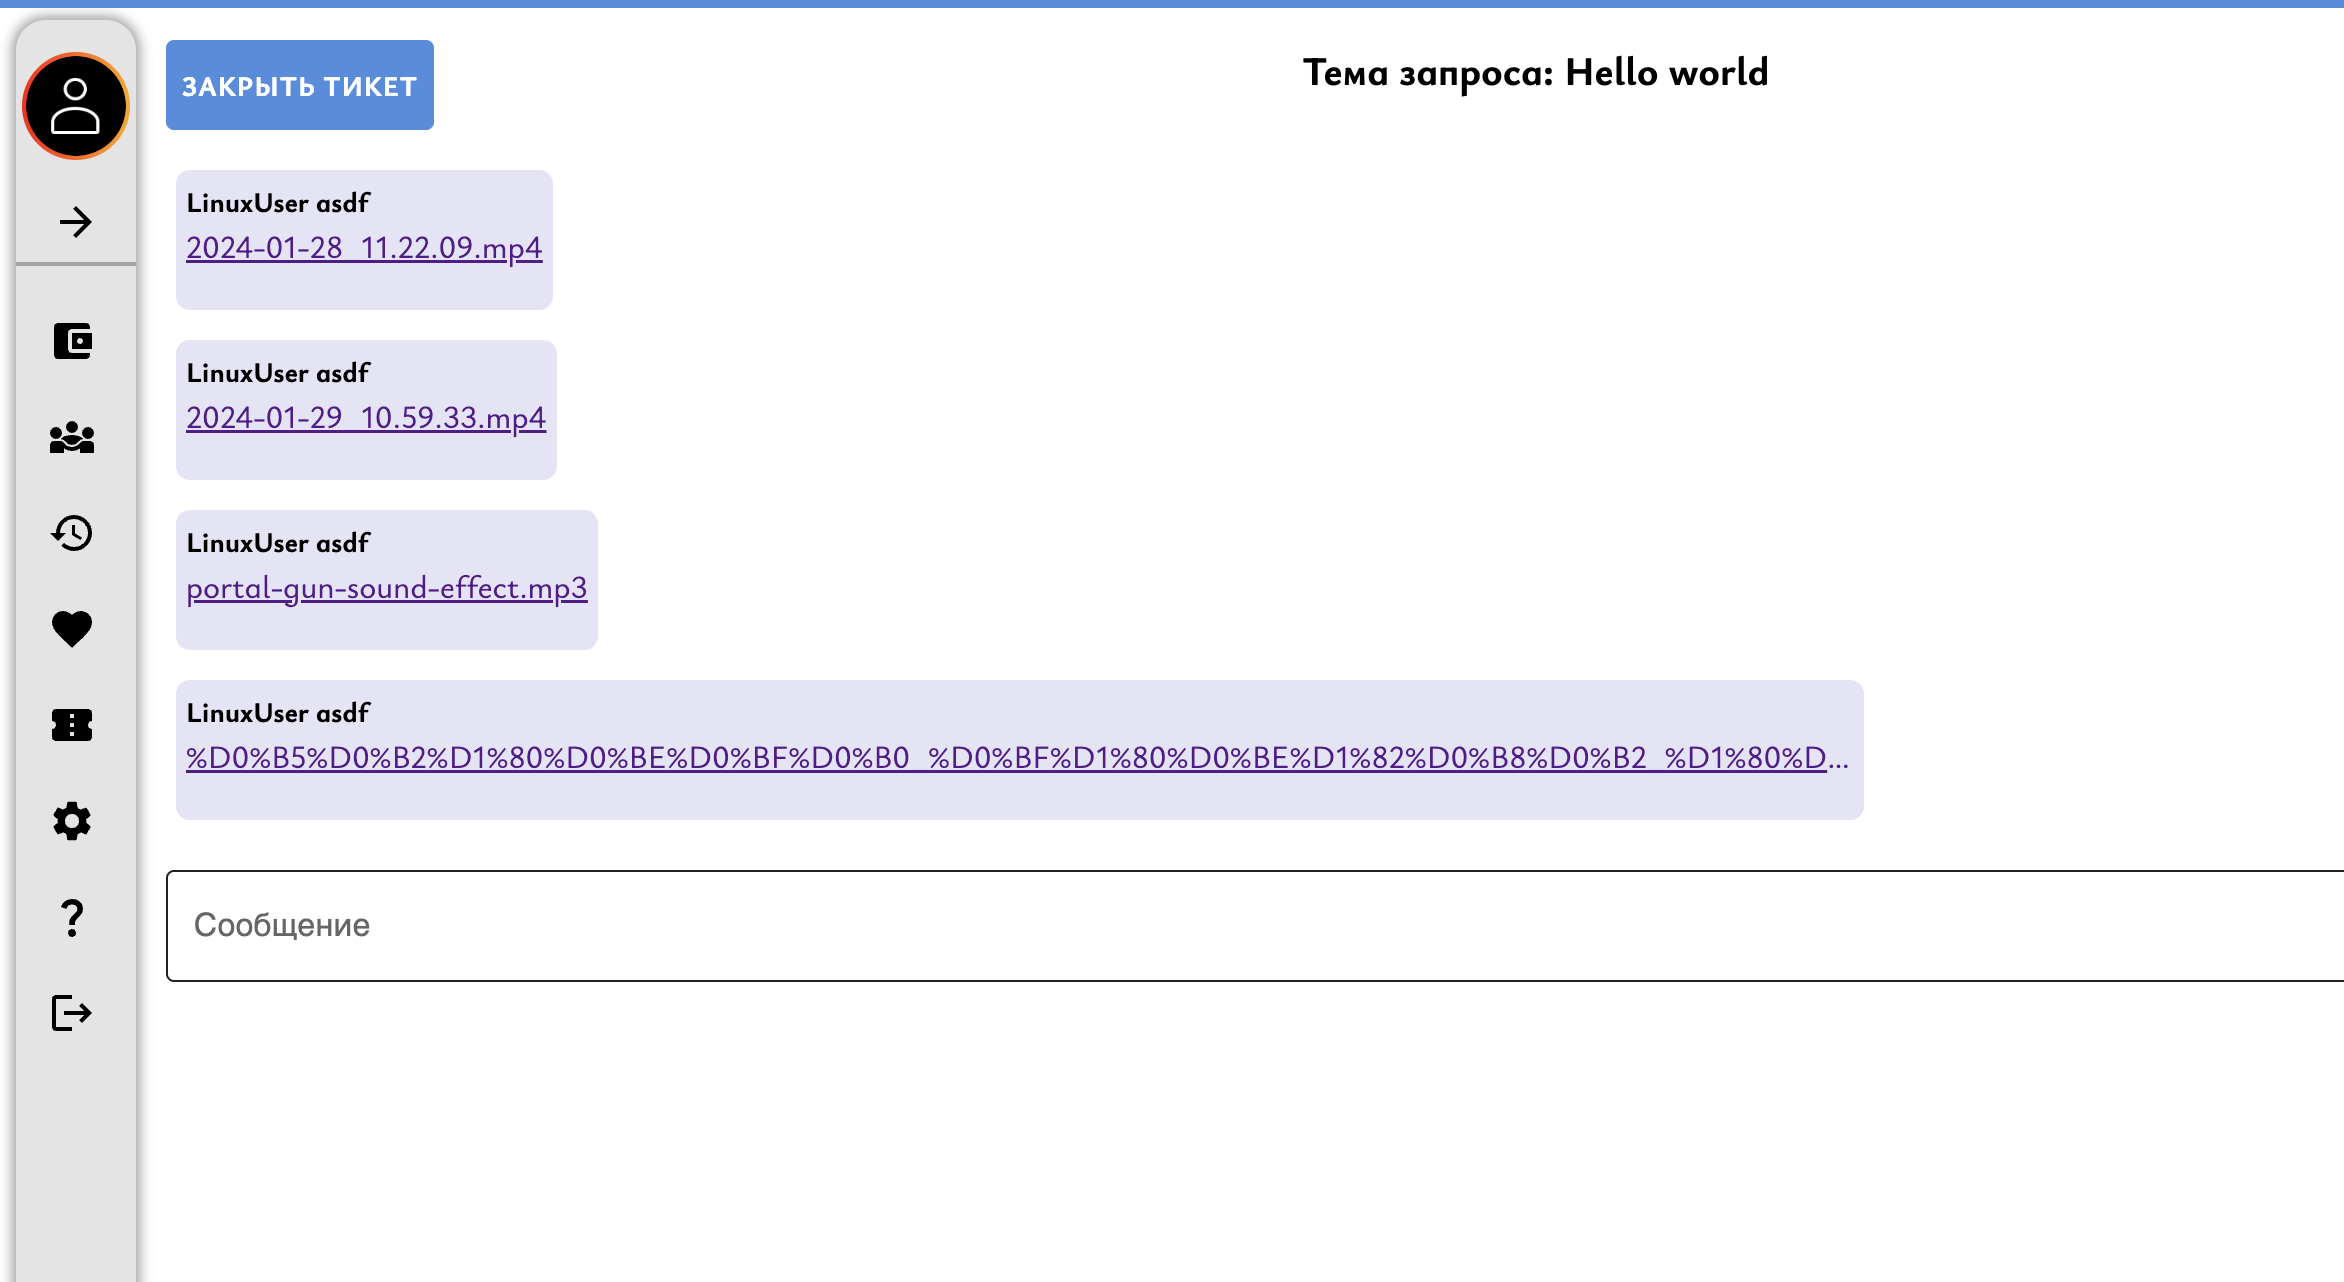 ЗАКРЫТЬ ТИКЕТ
Тема запроса: Hello world
LinuxUser asdf
2024-01-28_11.22.09.mp4
LinuxUser asdf
2024-01-29_10.59.33.mp4
LinuxUser asdf
portal-gun-sound-effect.mp3
LinuxUser asdf
%D0%B5%D0%B2%D1%80%D0%BE%D0%BF%D0%B0_%D0%BF%D1%80%D0%BE%D1%82%D0%B8%D0%B2_%D1%80%D...
Сообщение